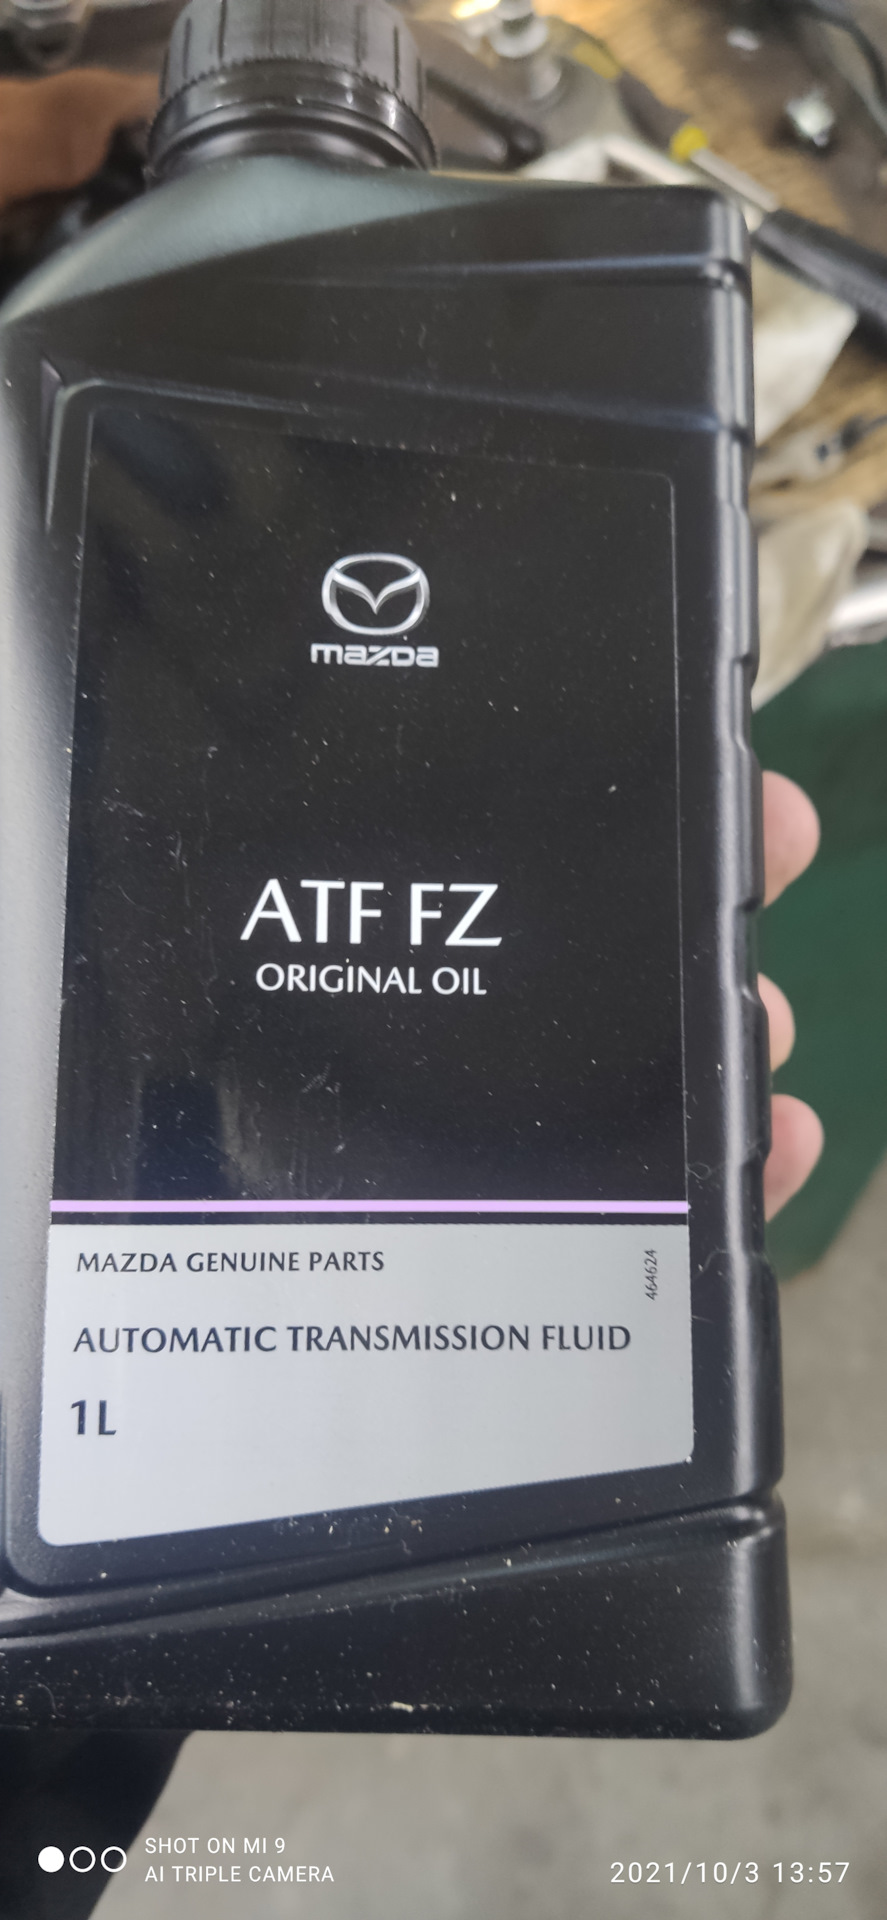 mazda
ATF FZ
ORIGINAL OIL
MAZDA GENUINE PARTS
464624
AUTOMATIC TRANSMISSION FLUID
1L
SHOT ON MI 9
AI TRIPLE CAMERA
2021/10/3 13:57